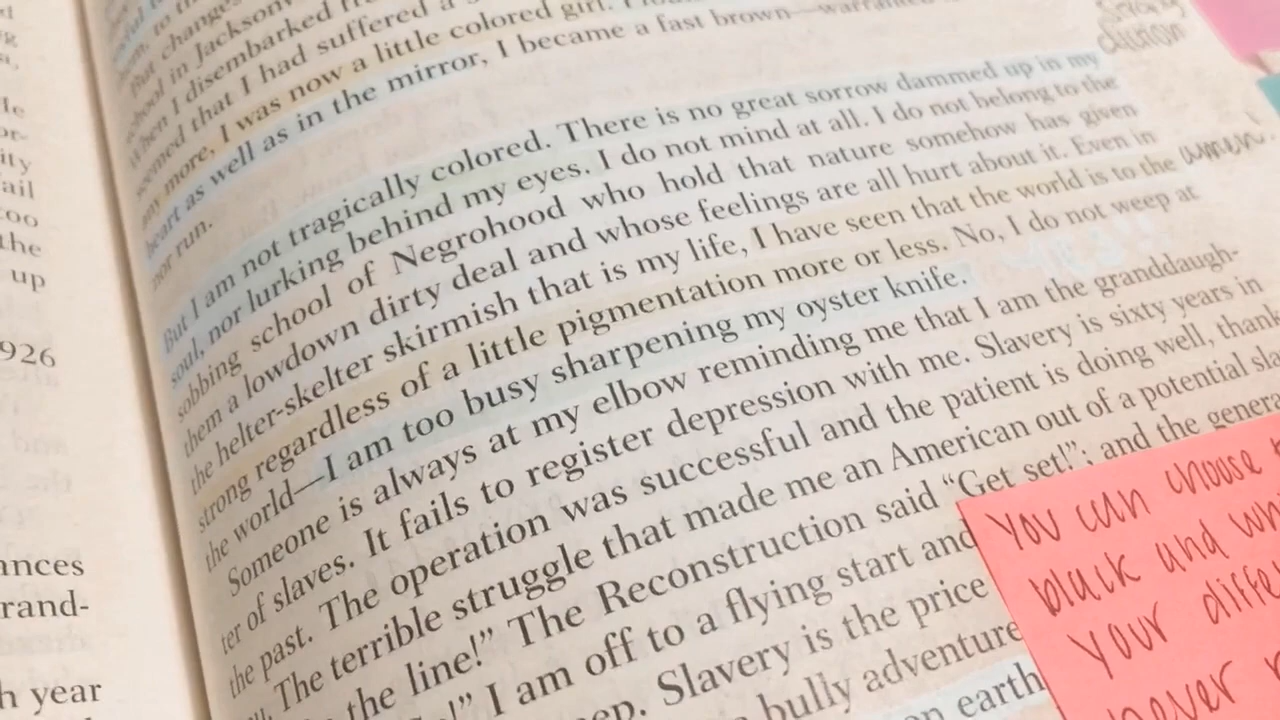 But changes
school in Jacksonv
When I disembarked
seemed that I had suffered a
any more, I was now a little colored girl.
heart as well as in the mirror, I became a fast brown—warranted
nor run.
But I am not tragically colored. There is no great sorrow dammed up in my
soul, nor lurking behind my eyes. I do not mind at all. I do not belong to the
sobbing school of Negrohood who hold that nature somehow has given
them a lowdown dirty deal and whose feelings are all hurt about it. Even in
the helter-skelter skirmish that is my life, I have seen that the world is to the
amen!
strong regardless of a little pigmentation more or less. No, I do not weep at
the world—I am too busy sharpening my oyster knife.
Someone is always at my elbow reminding me that I am the granddaugh-
ter of slaves. It fails to register depression with me. Slavery is sixty years in
the past. The operation was successful and the patient is doing well, thank
The terrible struggle that made me an American out of a potential sla
the line!" The Reconstruction said "Get set!"; and the genera
I am off to a flying start and
Slavery is the price
bully adventure
on earth
You can choose
black and wh
your differ
never
926
the
up
ances
rand-
h year